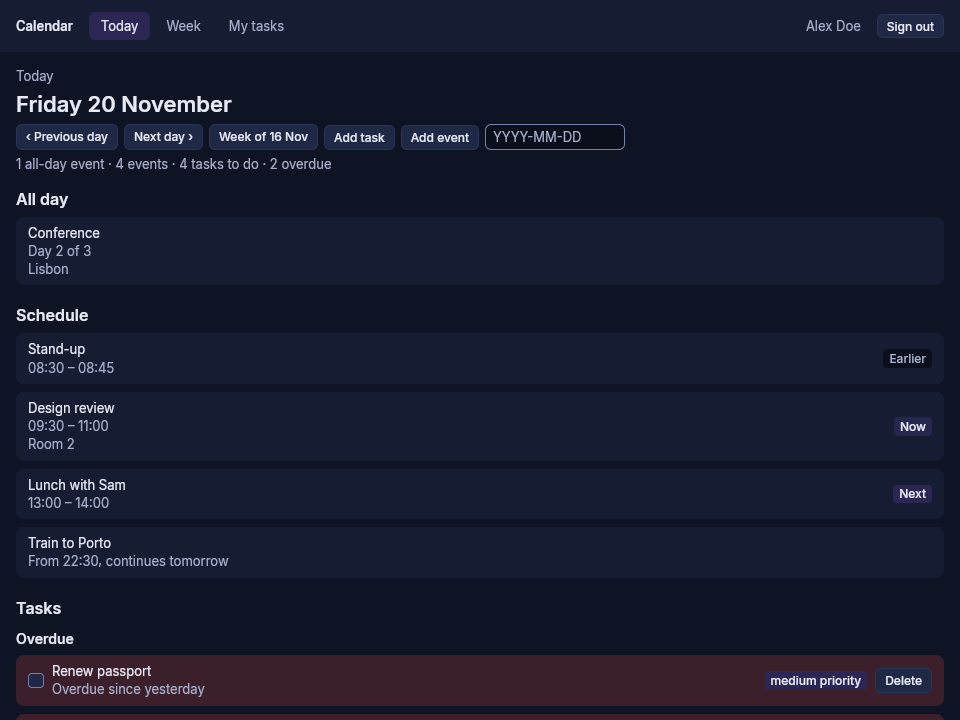 Calendar Today Week My tasks Alex Doe Sign out
Today
Friday 20 November
‹ Previous day Next day › Week of 16 Nov Add task Add event YYYY-MM-DD
1 all-day event · 4 events · 4 tasks to do · 2 overdue
All day
Conference
Day 2 of 3
Lisbon
Schedule
Stand-up
08:30 – 08:45
Earlier
Design review
09:30 – 11:00
Room 2
Now
Lunch with Sam
13:00 – 14:00
Next
Train to Porto
From 22:30, continues tomorrow
Tasks
Overdue
Renew passport
Overdue since yesterday
medium priority Delete